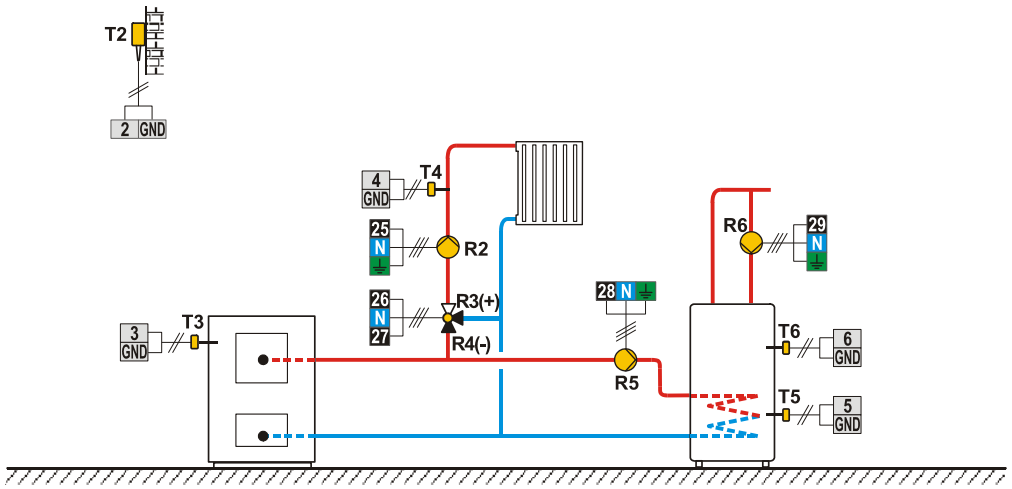 T2
2 GND
4
GND
T4
25
N
R2
R6
29
N
26
N
27
R3(+)
R4(-)
28 N
3
GND
T3
R5
T6
6
GND
T5
5
GND